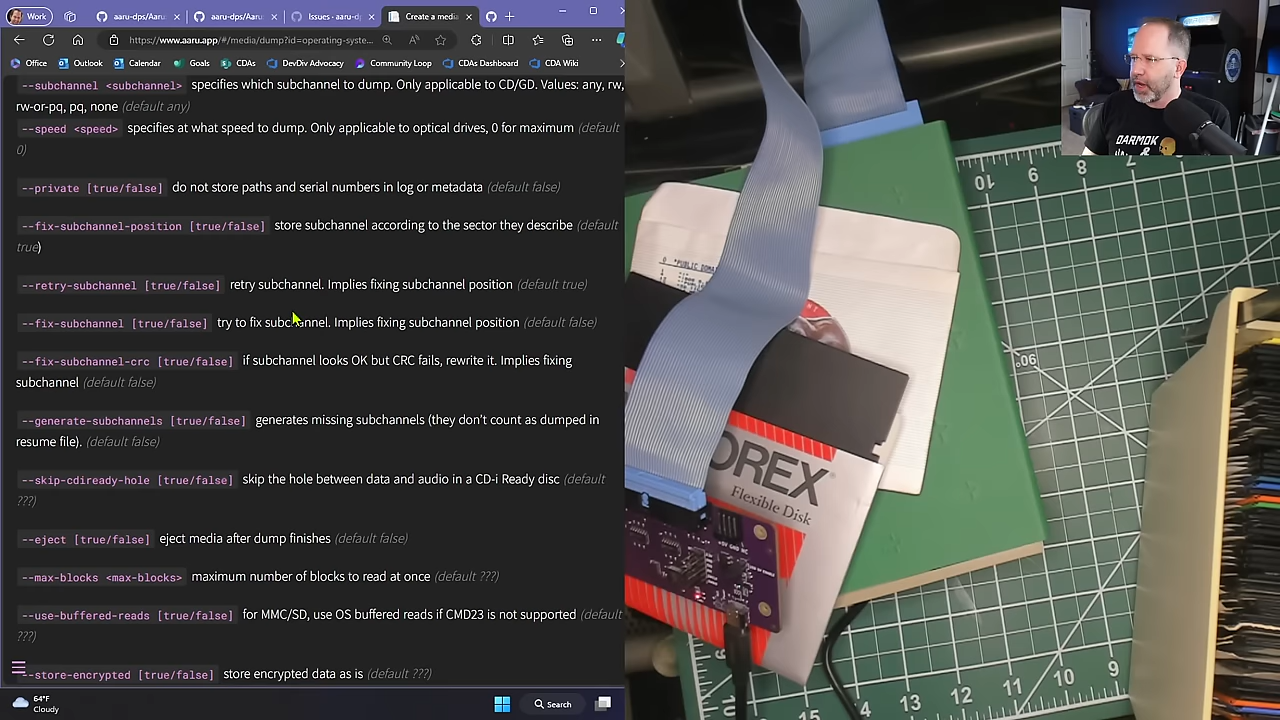 Work
aaru-dps/Aaru
aaru-dps/Aaru:
Issues - aaru-d
Create a media
https://www.aaru.app/#/media/dump?id=operating-syste...
Office
Outlook
Calendar
Goals
CDAs
DevDiv Advocacy
Community Loop
CDAs Dashboard
CDA Wiki
--subchannel <subchannel> specifies which subchannel to dump. Only applicable to CD/GD. Values: any, rw,
rw-or-pq, pq, none (default any)
--speed <speed> specifies at what speed to dump. Only applicable to optical drives, 0 for maximum (default
0)
--private [true/false] do not store paths and serial numbers in log or metadata (default false)
--fix-subchannel-position [true/false] store subchannel according to the sector they describe (default
true)
--retry-subchannel [true/false] retry subchannel. Implies fixing subchannel position (default true)
--fix-subchannel [true/false] try to fix subchannel. Implies fixing subchannel position (default false)
--fix-subchannel-crc [true/false] if subchannel looks OK but CRC fails, rewrite it. Implies fixing
subchannel (default false)
--generate-subchannels [true/false] generates missing subchannels (they don't count as dumped in
resume file). (default false)
--skip-cdiready-hole [true/false] skip the hole between data and audio in a CD-i Ready disc (default
???)
--eject [true/false] eject media after dump finishes (default false)
--max-blocks <max-blocks> maximum number of blocks to read at once (default ???)
--use-buffered-reads [true/false] for MMC/SD, use OS buffered reads if CMD23 is not supported (default
???)
--store-encrypted [true/false] store encrypted data as is (default ???)
64°F
Cloudy
Search
DARMOK
&
10 9 8 7 6
"PUBLIC DOMA
OREX®
Flexible Disk
06°
15 14 13 12 11 10 9